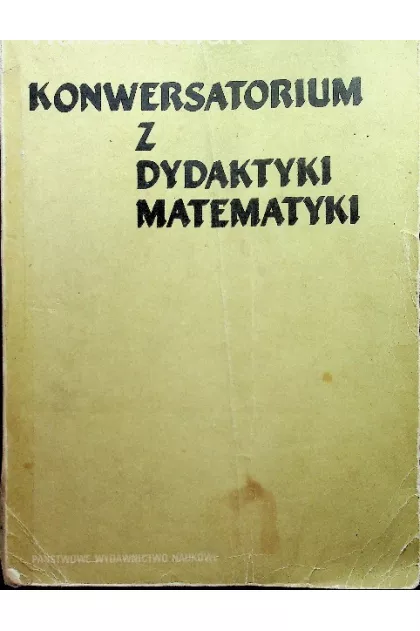 KONWERSATORIUM
Z
DYDAKTYKI
MATEMATYKI
PAŃSTWOWE WYDAWNICTWO NAUKOWE